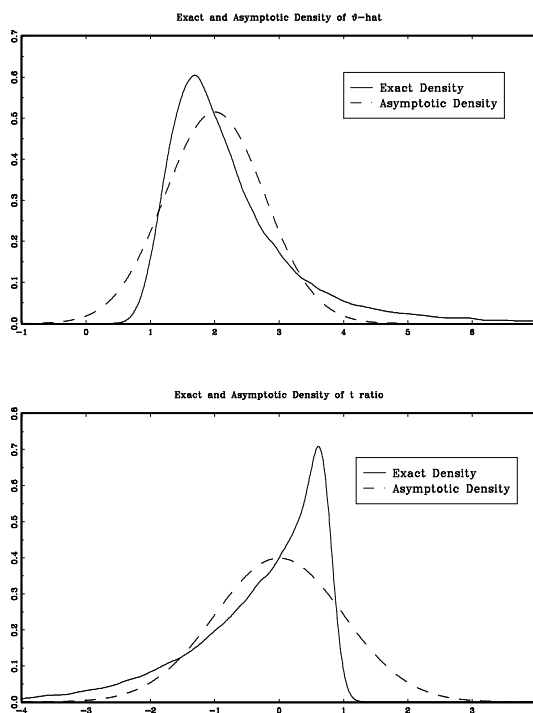 Exact and Asymptotic Density of ϑ-hat
0.7
0.6
0.5
0.4
0.3
0.2
0.1
0.0
Exact Density
Asymptotic Density
-1 0 1 2 3 4 5 6
Exact and Asymptotic Density of t ratio
0.8
0.7
0.6
0.5
0.4
0.3
0.2
0.1
0.0
Exact Density
Asymptotic Density
-4 -3 -2 -1 0 1 2 3